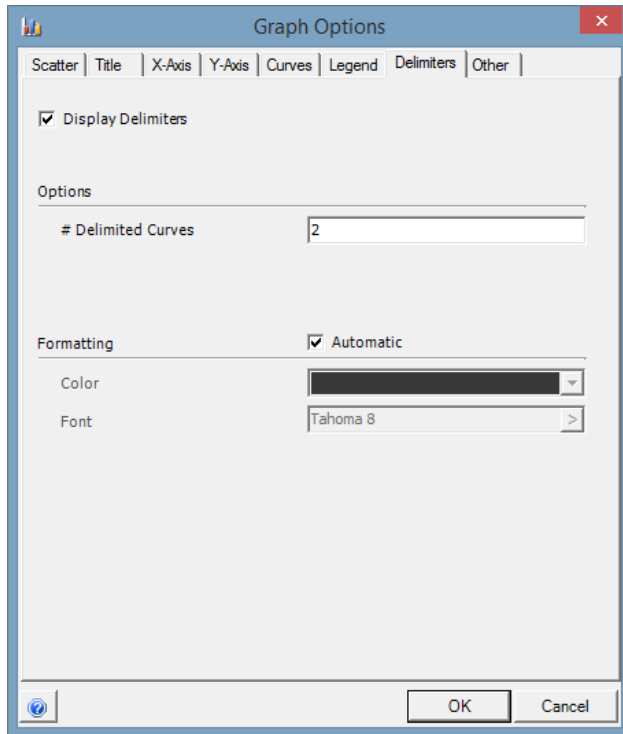 Graph Options
Scatter Title X-Axis Y-Axis Curves Legend Delimiters Other
Display Delimiters
Options
# Delimited Curves 2
Formatting Automatic
Color
Font Tahoma 8 >
OK Cancel